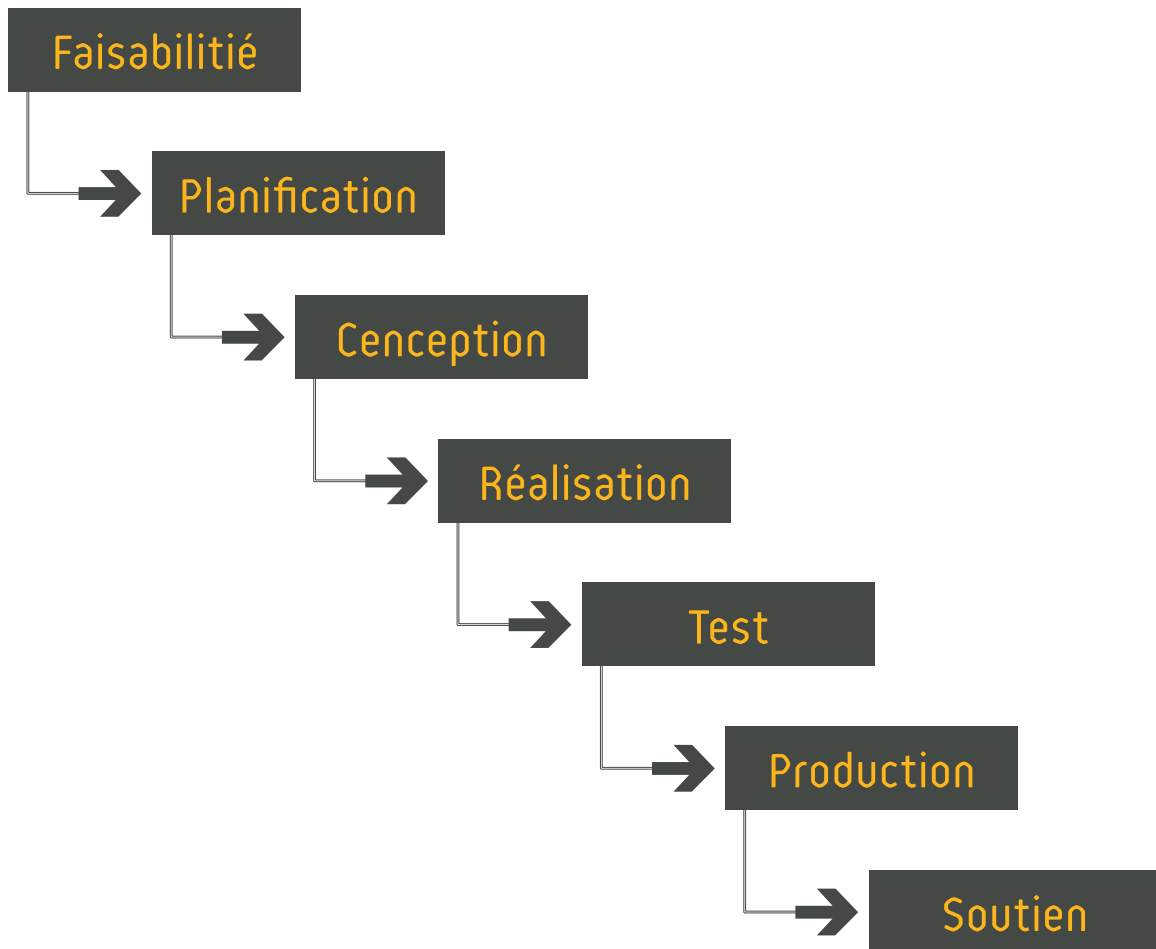 Faisabilitié
Planification
Cenception
Réalisation
Test
Production
Soutien